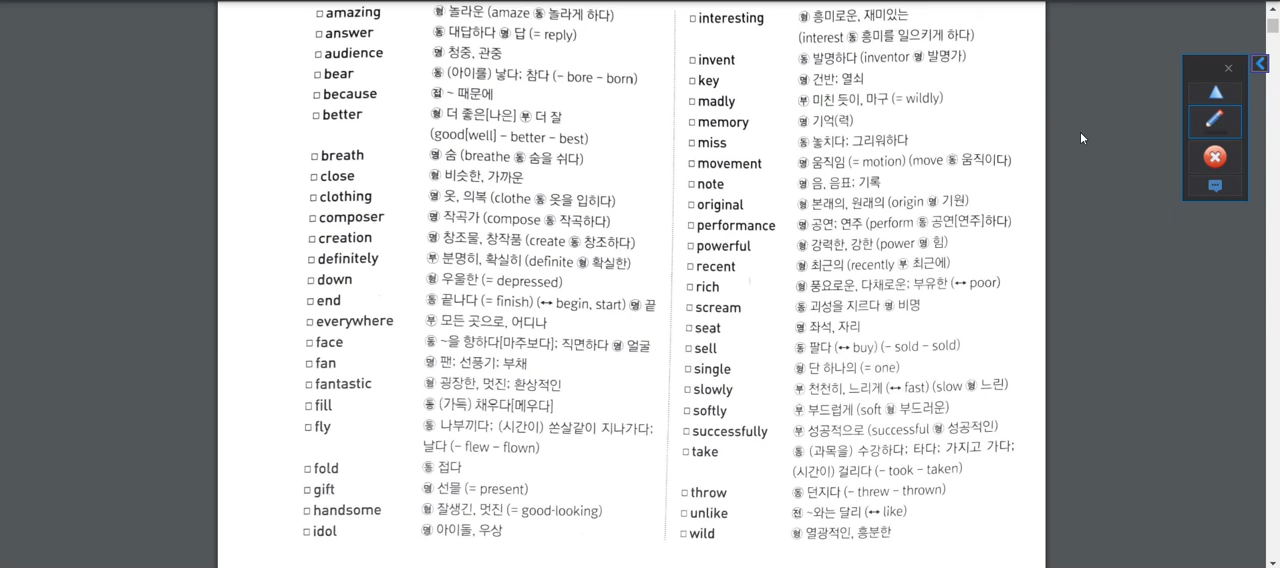 □ amazing 형 놀라운 (amaze 동 놀라게 하다)
□ answer 동 대답하다 명 답 (= reply)
□ audience 명 청중, 관중
□ bear 동 (아이를) 낳다; 참다 (– bore – born)
□ because 접 ~ 때문에
□ better 형 더 좋은[나은] 부 더 잘
(good[well] – better – best)
□ breath 명 숨 (breathe 동 숨을 쉬다)
□ close 형 비슷한, 가까운
□ clothing 명 옷, 의복 (clothe 동 옷을 입히다)
□ composer 명 작곡가 (compose 동 작곡하다)
□ creation 명 창조물, 창작품 (create 동 창조하다)
□ definitely 부 분명히, 확실히 (definite 형 확실한)
□ down 형 우울한 (= depressed)
□ end 동 끝나다 (= finish) (↔ begin, start) 명 끝
□ everywhere 부 모든 곳으로, 어디나
□ face 동 ~을 향하다[마주보다]; 직면하다 명 얼굴
□ fan 명 팬; 선풍기; 부채
□ fantastic 형 굉장한, 멋진; 환상적인
□ fill 동 (가득) 채우다[메우다]
□ fly 동 나부끼다; (시간이) 쏜살같이 지나가다;
날다 (– flew – flown)
□ fold 동 접다
□ gift 명 선물 (= present)
□ handsome 형 잘생긴, 멋진 (= good-looking)
□ idol 명 아이돌, 우상
□ interesting 형 흥미로운, 재미있는
(interest 동 흥미를 일으키게 하다)
□ invent 동 발명하다 (inventor 명 발명가)
□ key 명 건반; 열쇠
□ madly 부 미친 듯이, 마구 (= wildly)
□ memory 명 기억(력)
□ miss 동 놓치다; 그리워하다
□ movement 명 움직임 (= motion) (move 동 움직이다)
□ note 명 음, 음표; 기록
□ original 형 본래의, 원래의 (origin 명 기원)
□ performance 명 공연; 연주 (perform 동 공연[연주]하다)
□ powerful 형 강력한, 강한 (power 명 힘)
□ recent 형 최근의 (recently 부 최근에)
□ rich 형 풍요로운, 다채로운; 부유한 (↔ poor)
□ scream 동 괴성을 지르다 명 비명
□ seat 명 좌석, 자리
□ sell 동 팔다 (↔ buy) (– sold – sold)
□ single 형 단 하나의 (= one)
□ slowly 부 천천히, 느리게 (↔ fast) (slow 형 느린)
□ softly 부 부드럽게 (soft 형 부드러운)
□ successfully 부 성공적으로 (successful 형 성공적인)
□ take 동 (과목을) 수강하다; 타다; 가지고 가다;
(시간이) 걸리다 (– took – taken)
□ throw 동 던지다 (– threw – thrown)
□ unlike 전 ~와는 달리 (↔ like)
□ wild 형 열광적인, 흥분한